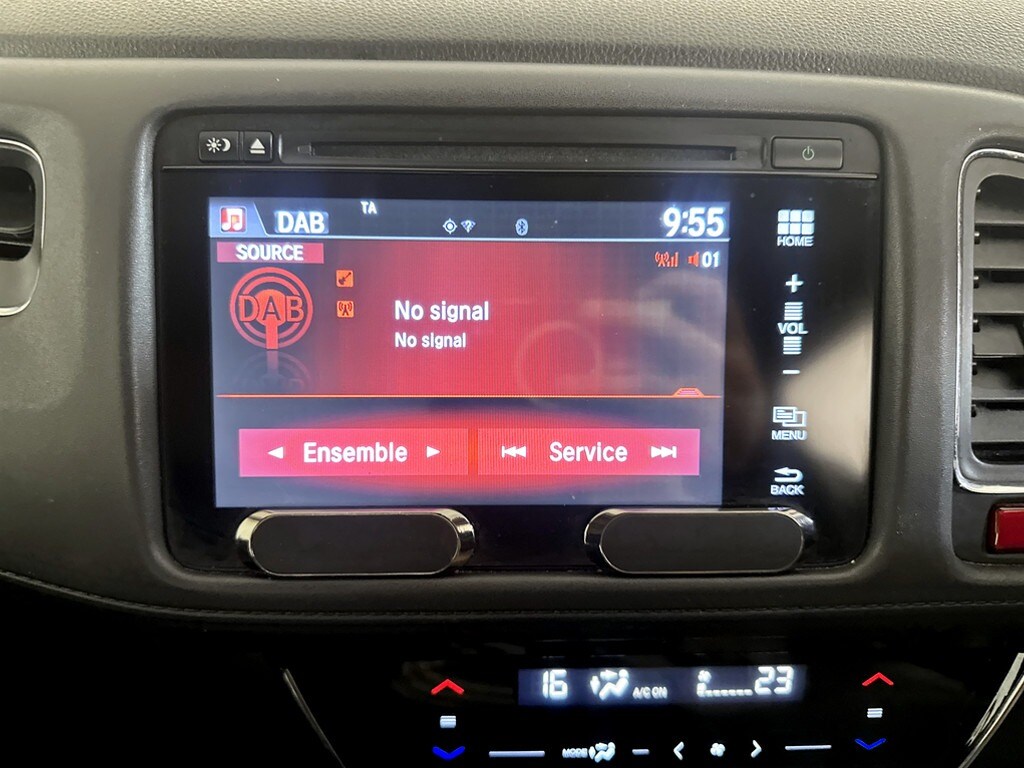 DAB
TA
9:55
HOME
SOURCE
01
DAB
No signal
No signal
VOL
MENU
Ensemble
Service
BACK
16
A/C ON
23
MODE